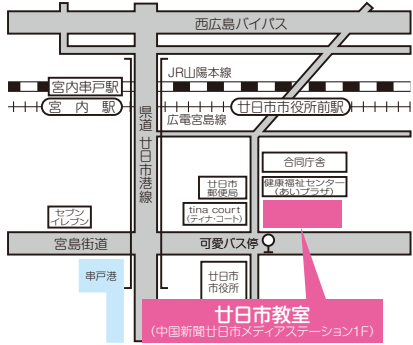 西広島バイパス
JR山陽本線
宮内串戸駅
宮内駅
廿日市市役所前駅
広電宮島線
県道 廿日市港線
合同庁舎
健康福祉センター
(あいプラザ)
廿日市
郵便局
tina court
(ティナ・コート)
セブン
イレブン
宮島街道
可愛バス停
串戸港
廿日市
市役所
廿日市教室
(中国新聞廿日市メディアステーション1F)